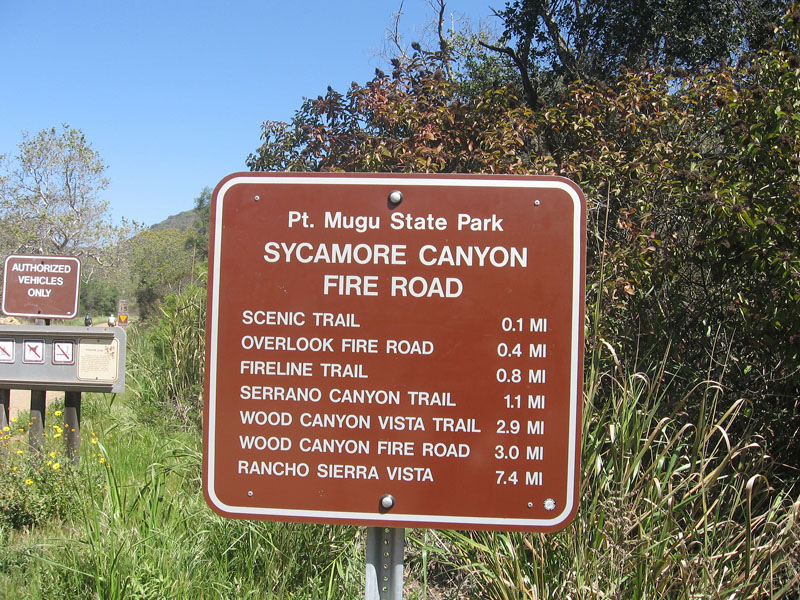 Pt. Mugu State Park
SYCAMORE CANYON
FIRE ROAD
SCENIC TRAIL 0.1 MI
OVERLOOK FIRE ROAD 0.4 MI
FIRELINE TRAIL 0.8 MI
SERRANO CANYON TRAIL 1.1 MI
WOOD CANYON VISTA TRAIL 2.9 MI
WOOD CANYON FIRE ROAD 3.0 MI
RANCHO SIERRA VISTA 7.4 MI
AUTHORIZED
VEHICLES
ONLY